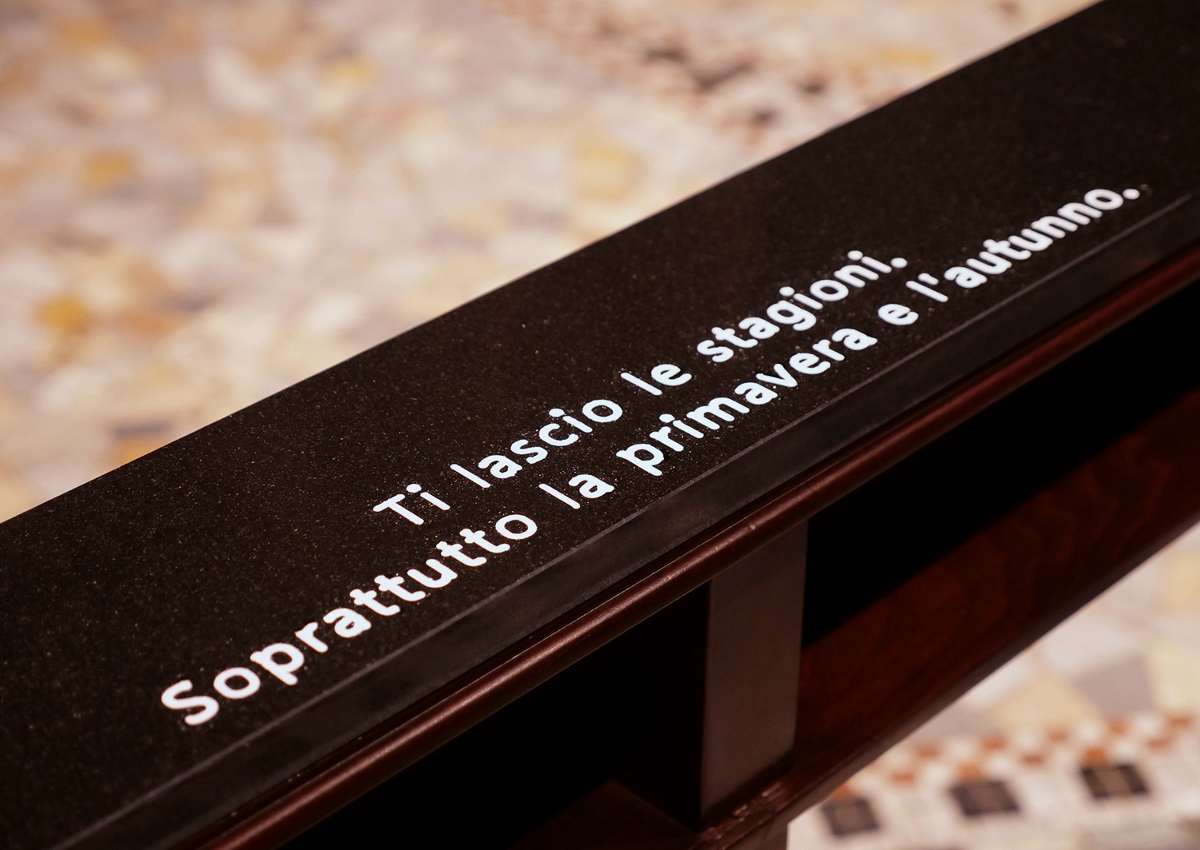 Ti lascio le stagioni.
Soprattutto la primavera e l'autunno.